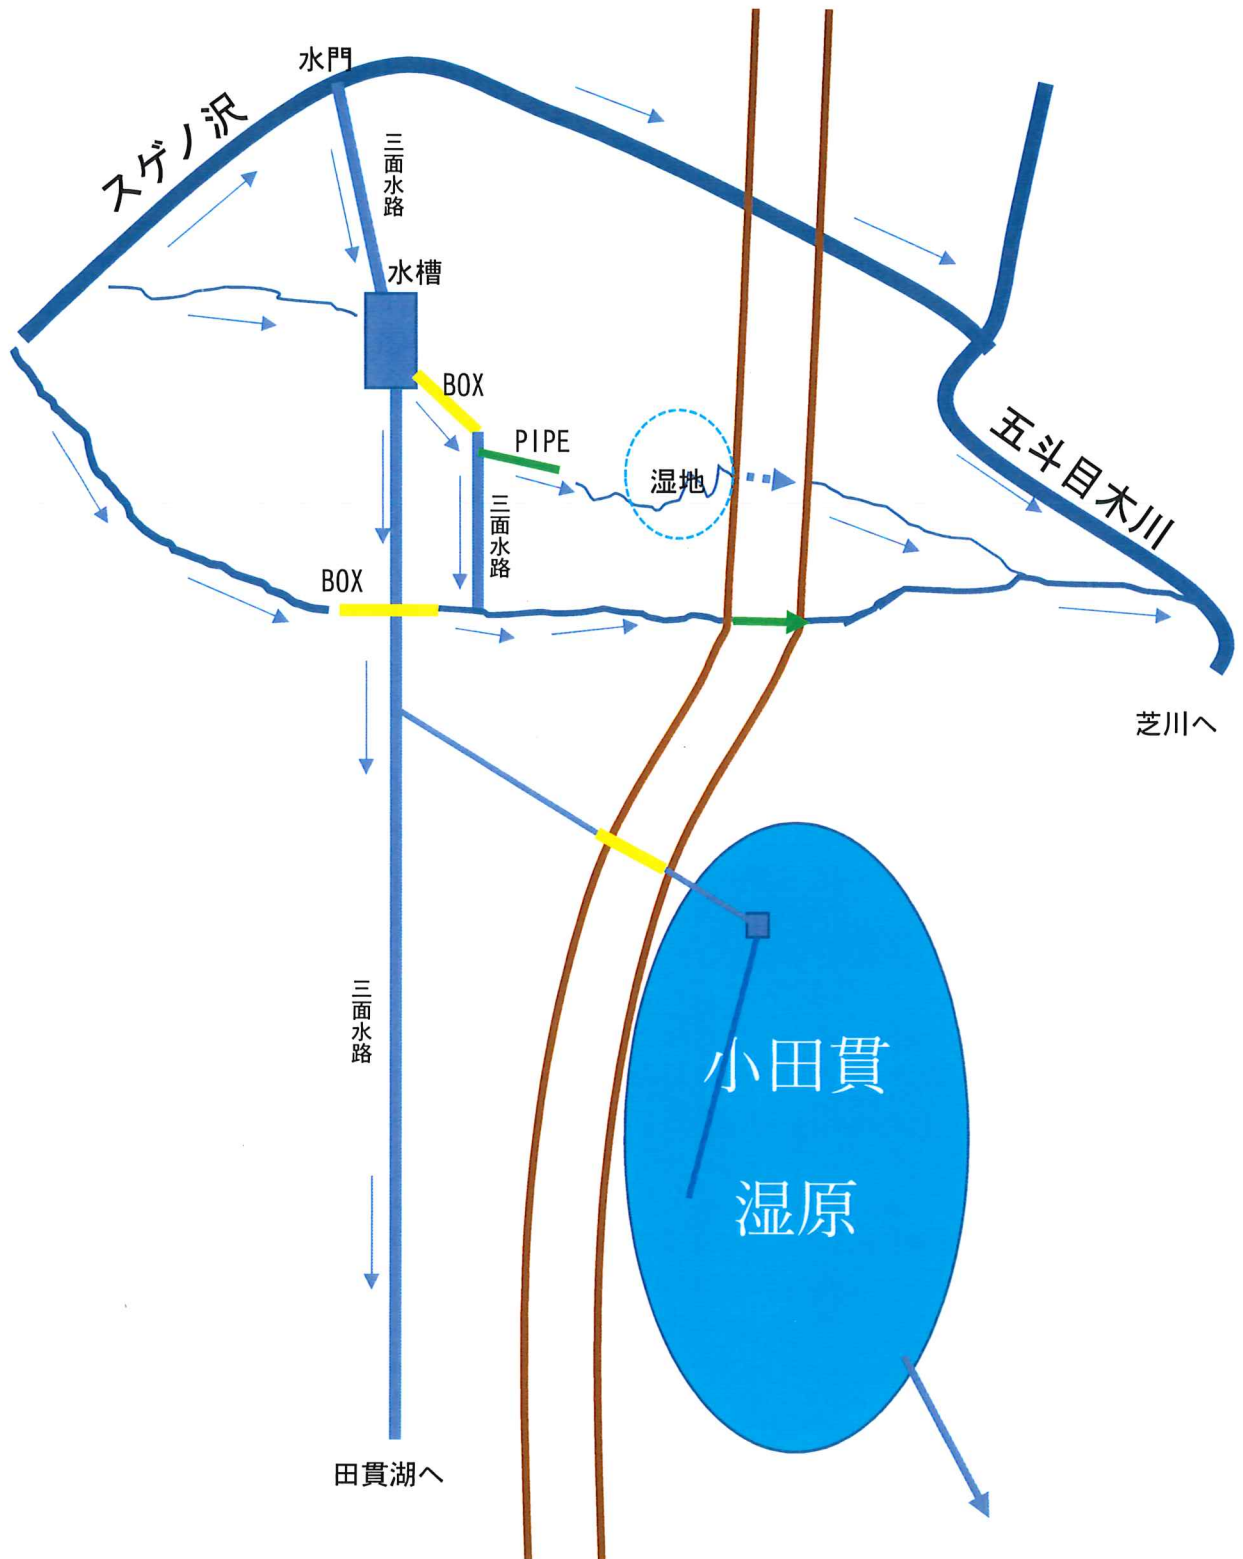 水門
スゲノ沢
三面水路
水槽
BOX
PIPE
湿地
三面水路
五斗目木川
BOX
芝川へ
三面水路
小田貫
湿原
田貫湖へ